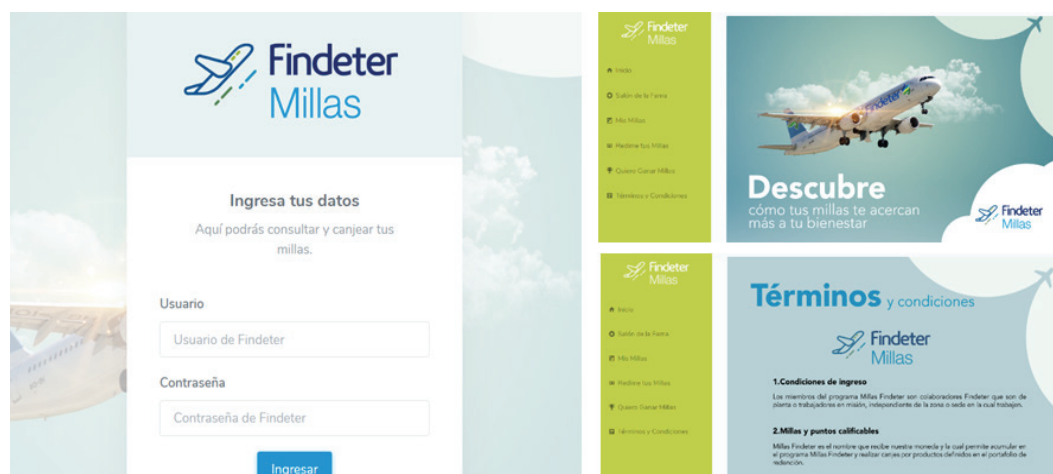 Findeter
Millas
Ingresa tus datos
Aquí podrás consultar y canjear tus
millas.
Usuario
Usuario de Findeter
Contraseña
Contraseña de Findeter
Ingresar
Findeter
Millas
Inicio
Salón de la Fama
Mis Millas
Redime tus Millas
Quiero Ganar Millas
Términos y Condiciones
Findeter
Descubre
cómo tus millas te acercan
más a tu bienestar
Findeter
Millas
Findeter
Millas
Inicio
Salón de la Fama
Mis Millas
Redime tus Millas
Quiero Ganar Millas
Términos y Condiciones
Términos y condiciones
Findeter
Millas
1.Condiciones de ingreso
Los miembros del programa Millas Findeter son colaboradores Findeter que son de
planta o trabajadores en misión, independiente de la zona o sede en la cual trabajen.
2.Millas y puntos calificables
Millas Findeter es el nombre que recibe nuestra moneda y la cual permite acumular en
el programa Millas Findeter y realizar canjes por productos definidos en el portafolio de
redención.